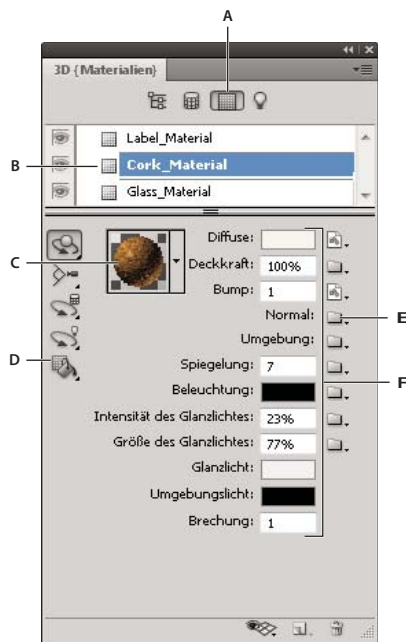 A
3D {Materialien}
Label_Material
B
Cork_Material
Glass_Material
Diffuse:
C
Deckkraft: 100%
Bump: 1
Normal:
E
Umgebung:
D
Spiegelung: 7
F
Beleuchtung:
Intensität des Glanzlichtes: 23%
Größe des Glanzlichtes: 77%
Glanzlicht:
Umgebungslicht:
Brechung: 1